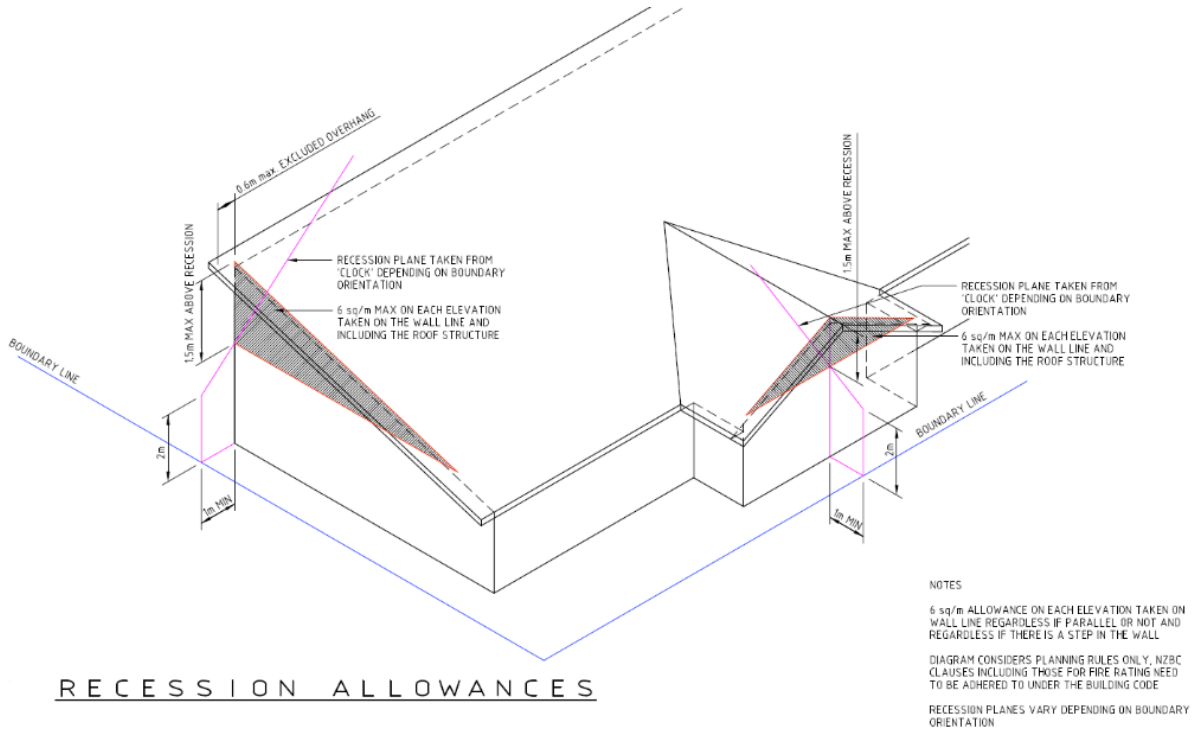 0.6m max. EXCLUDED OVERHANG
1.5m MAX ABOVE RECESSION
RECESSION PLANE TAKEN FROM
'CLOCK' DEPENDING ON BOUNDARY
ORIENTATION
6 sq/m MAX ON EACH ELEVATION
TAKEN ON THE WALL LINE AND
INCLUDING THE ROOF STRUCTURE
BOUNDARY LINE
2m
1m MIN
1.5m MAX ABOVE RECESSION
RECESSION PLANE TAKEN FROM
'CLOCK' DEPENDING ON BOUNDARY
ORIENTATION
6 sq/m MAX ON EACH ELEVATION
TAKEN ON THE WALL LINE AND
INCLUDING THE ROOF STRUCTURE
BOUNDARY LINE
2m
1m MIN
RECESSION ALLOWANCES
NOTES
6 sq/m ALLOWANCE ON EACH ELEVATION TAKEN ON
WALL LINE REGARDLESS IF PARALLEL OR NOT AND
REGARDLESS IF THERE IS A STEP IN THE WALL
DIAGRAM CONSIDERS PLANNING RULES ONLY, NZBC
CLAUSES INCLUDING THOSE FOR FIRE RATING NEED
TO BE ADHERED TO UNDER THE BUILDING CODE
RECESSION PLANES VARY DEPENDING ON BOUNDARY
ORIENTATION